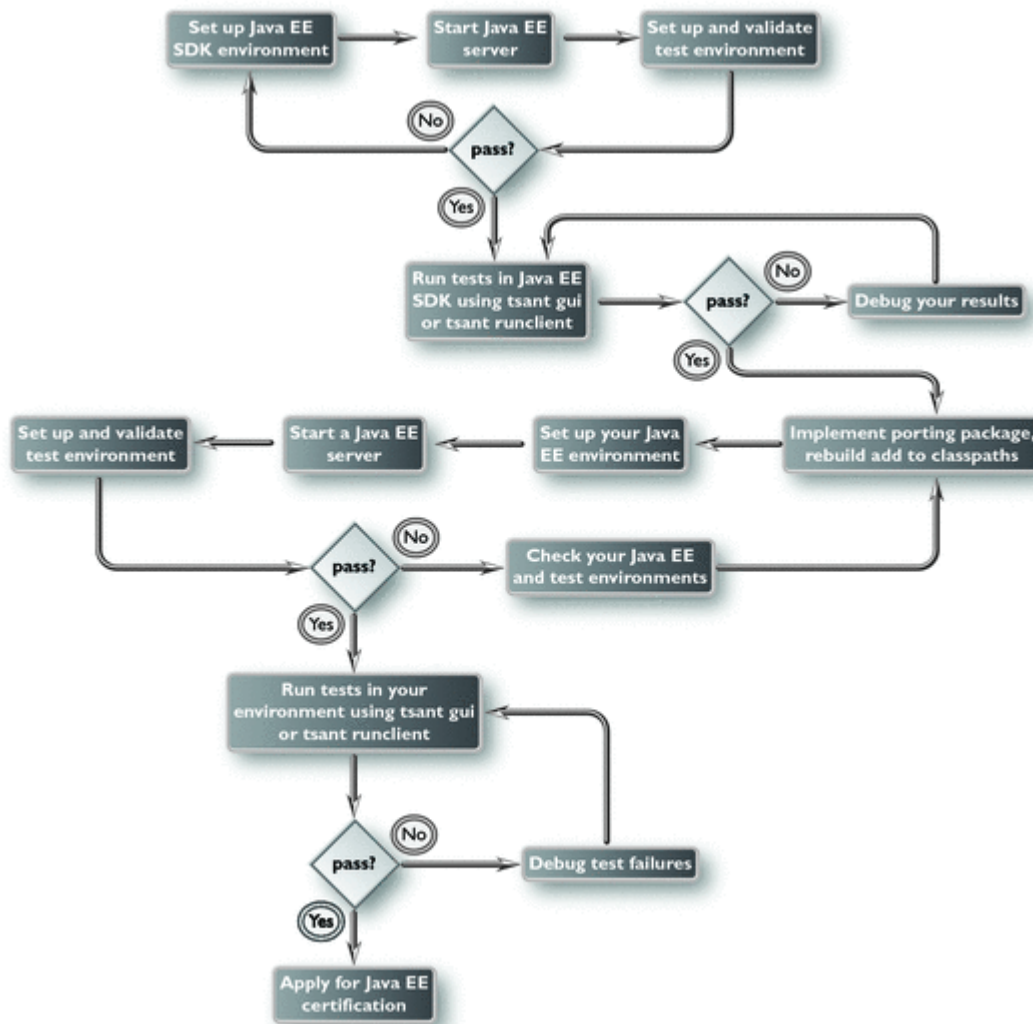 Set up Java EE
SDK environment
Start Java EE
server
Set up and validate
test environment
No
pass?
Yes
Run tests in Java EE
SDK using tsant gui
or tsant runclient
pass?
No
Debug your results
Yes
Set up and validate
test environment
Start a Java EE
server
Set up your Java
EE environment
Implement porting package,
rebuild add to classpaths
pass?
No
Check your Java EE
and test environments
Yes
Run tests in your
environment using tsant gui
or tsant runclient
pass?
No
Debug test failures
Yes
Apply for Java EE
certification